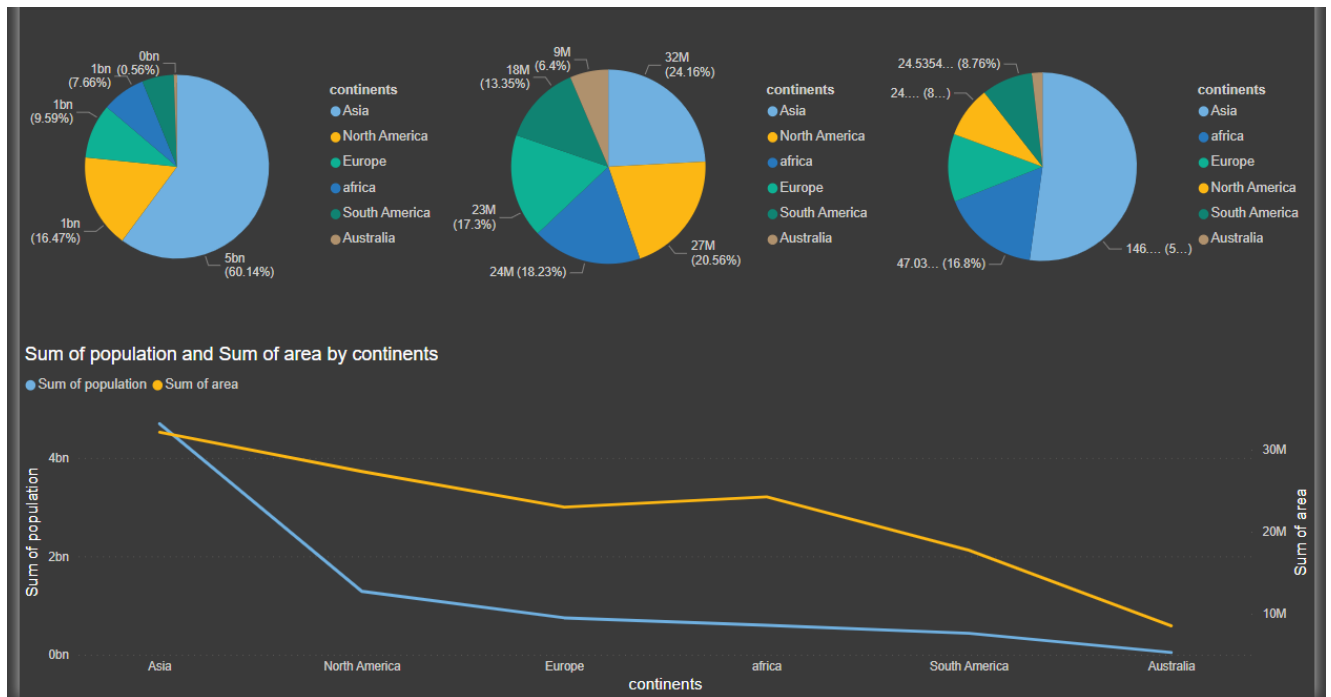 0bn
(0.56%)
1bn
(7.66%)
1bn
(9.59%)
1bn
(16.47%)
5bn
(60.14%)
continents
Asia
North America
Europe
africa
South America
Australia
9M
(6.4%)
18M
(13.35%)
32M
(24.16%)
23M
(17.3%)
24M (18.23%)
27M
(20.56%)
continents
Asia
North America
africa
Europe
South America
Australia
24.5354... (8.76%)
24.... (8...)
47.03... (16.8%)
146.... (5...)
continents
Asia
africa
Europe
North America
South America
Australia
Sum of population and Sum of area by continents
Sum of population Sum of area
Sum of population
4bn
2bn
0bn
30M
20M
10M
Sum of area
Asia North America Europe africa South America Australia
continents